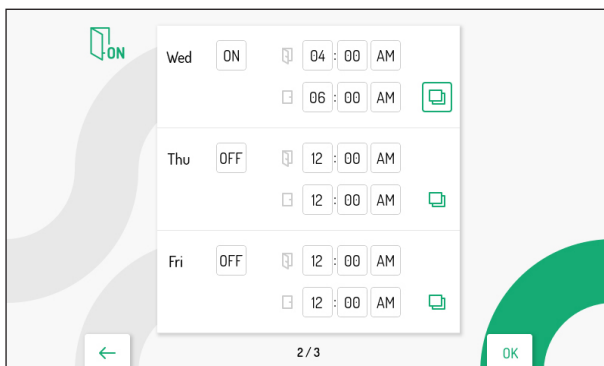 ON
Wed ON 04 : 00 AM
06 : 00 AM
Thu OFF 12 : 00 AM
12 : 00 AM
Fri OFF 12 : 00 AM
12 : 00 AM
2 / 3
OK